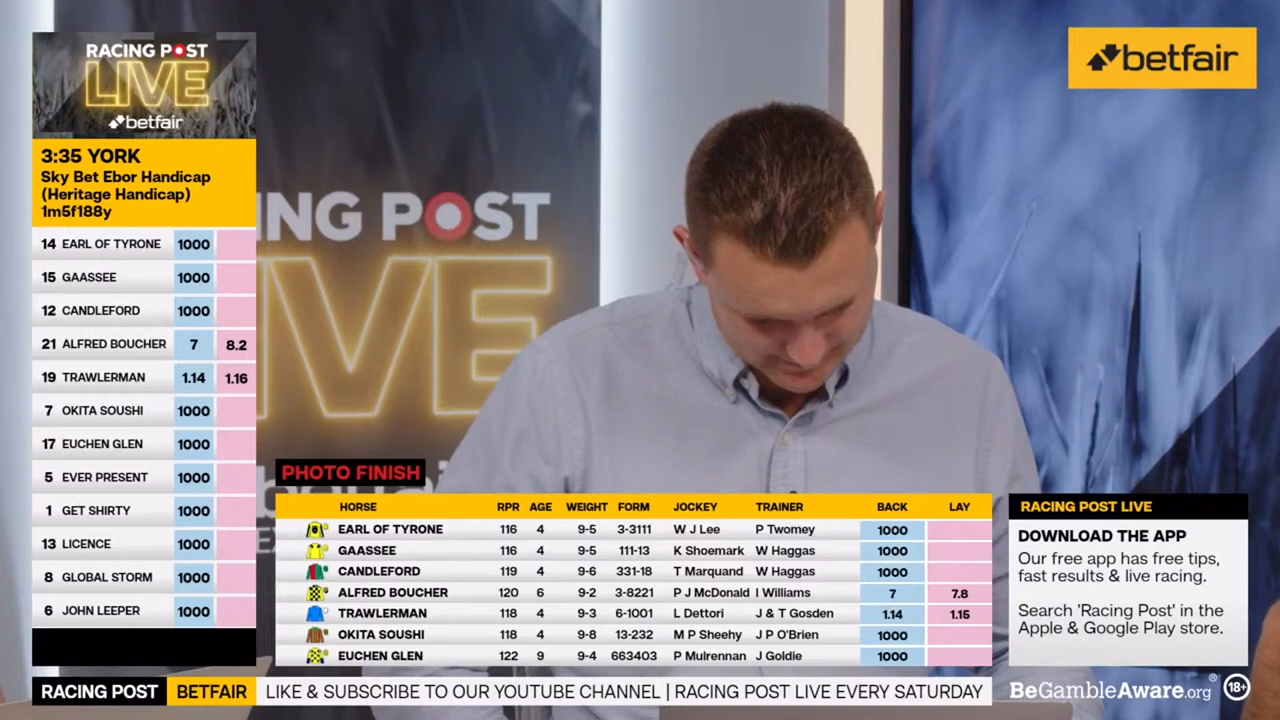 RACING POST
LIVE
betfair
3:35 YORK
Sky Bet Ebor Handicap
(Heritage Handicap)
1m5f188y
14 EARL OF TYRONE 1000
15 GAASSEE 1000
12 CANDLEFORD 1000
21 ALFRED BOUCHER 7 8.2
19 TRAWLERMAN 1.14 1.16
7 OKITA SOUSHI 1000
17 EUCHEN GLEN 1000
5 EVER PRESENT 1000
1 GET SHIRTY 1000
13 LICENCE 1000
8 GLOBAL STORM 1000
6 JOHN LEEPER 1000
betfair
ING POST
IVE
PHOTO FINISH
HORSE RPR AGE WEIGHT FORM JOCKEY TRAINER BACK LAY
EARL OF TYRONE 116 4 9-5 3-3111 W J Lee P Twomey 1000
GAASSEE 116 4 9-5 111-13 K Shoemark W Haggas 1000
CANDLEFORD 119 4 9-6 331-18 T Marquand W Haggas 1000
ALFRED BOUCHER 120 6 9-2 3-8221 P J McDonald I Williams 7 7.8
TRAWLERMAN 118 4 9-3 6-1001 L Dettori J & T Gosden 1.14 1.15
OKITA SOUSHI 118 4 9-8 13-232 M P Sheehy J P O'Brien 1000
EUCHEN GLEN 122 9 9-4 663403 P Mulrennan J Goldie 1000
RACING POST LIVE
DOWNLOAD THE APP
Our free app has free tips,
fast results & live racing.
Search 'Racing Post' in the
Apple & Google Play store.
RACING POST BETFAIR LIKE & SUBSCRIBE TO OUR YOUTUBE CHANNEL | RACING POST LIVE EVERY SATURDAY
BeGambleAware.org® 18+